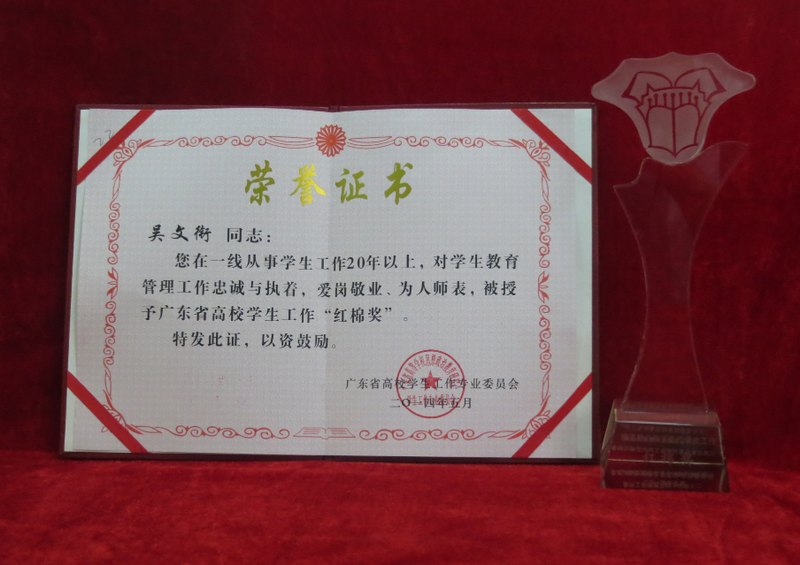 荣誉证书
吴文衔 同志：
您在一线从事学生工作20年以上，对学生教育
管理工作忠诚与执着，爱岗敬业、为人师表，被授
予广东省高校学生工作“红棉奖”。
特发此证，以资鼓励。
广东省高校学生工作专业委员会
二〇一四年五月